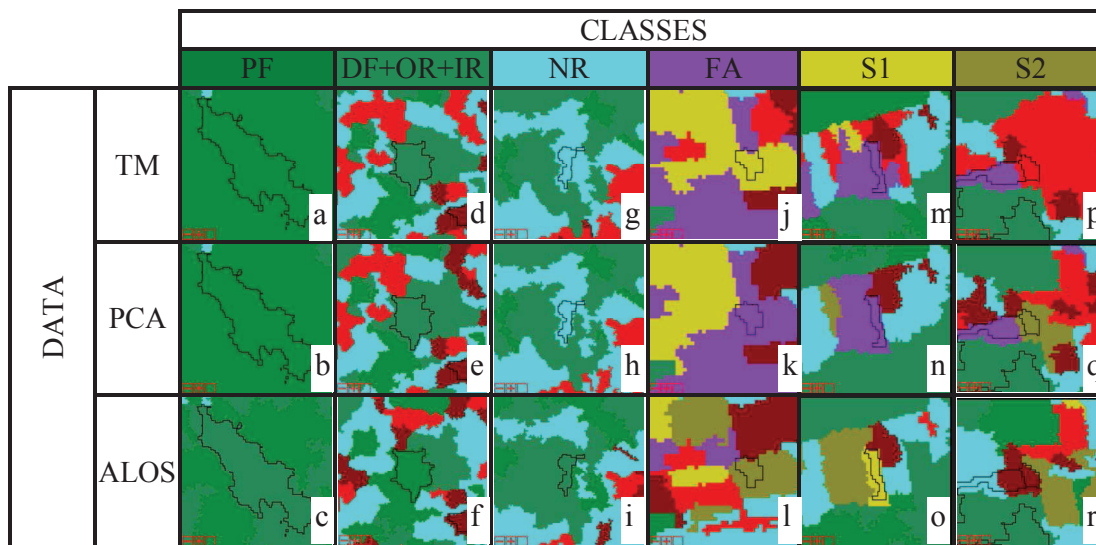 CLASSES
PF DF+OR+IR NR FA S1 S2
DATA
TM a d g j m p
PCA b e h k n q
ALOS c f i l o r